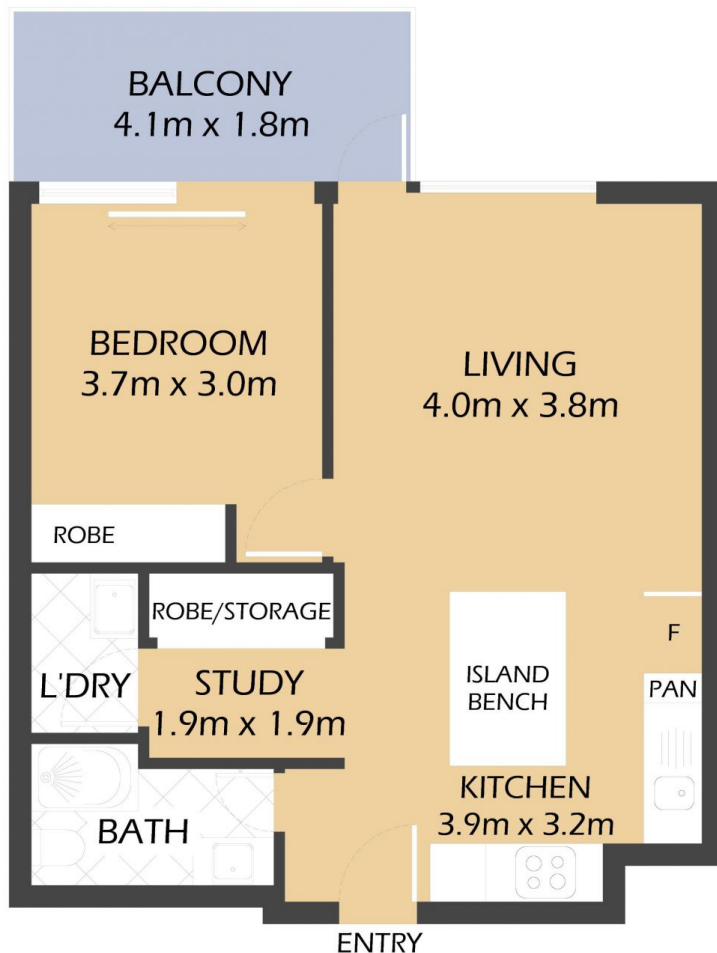 BALCONY
4.1m x 1.8m
BEDROOM
3.7m x 3.0m
LIVING
4.0m x 3.8m
ROBE
ROBE/STORAGE
F
L'DRY
STUDY
1.9m x 1.9m
ISLAND
BENCH
PAN
KITCHEN
3.9m x 3.2m
BATH
ENTRY